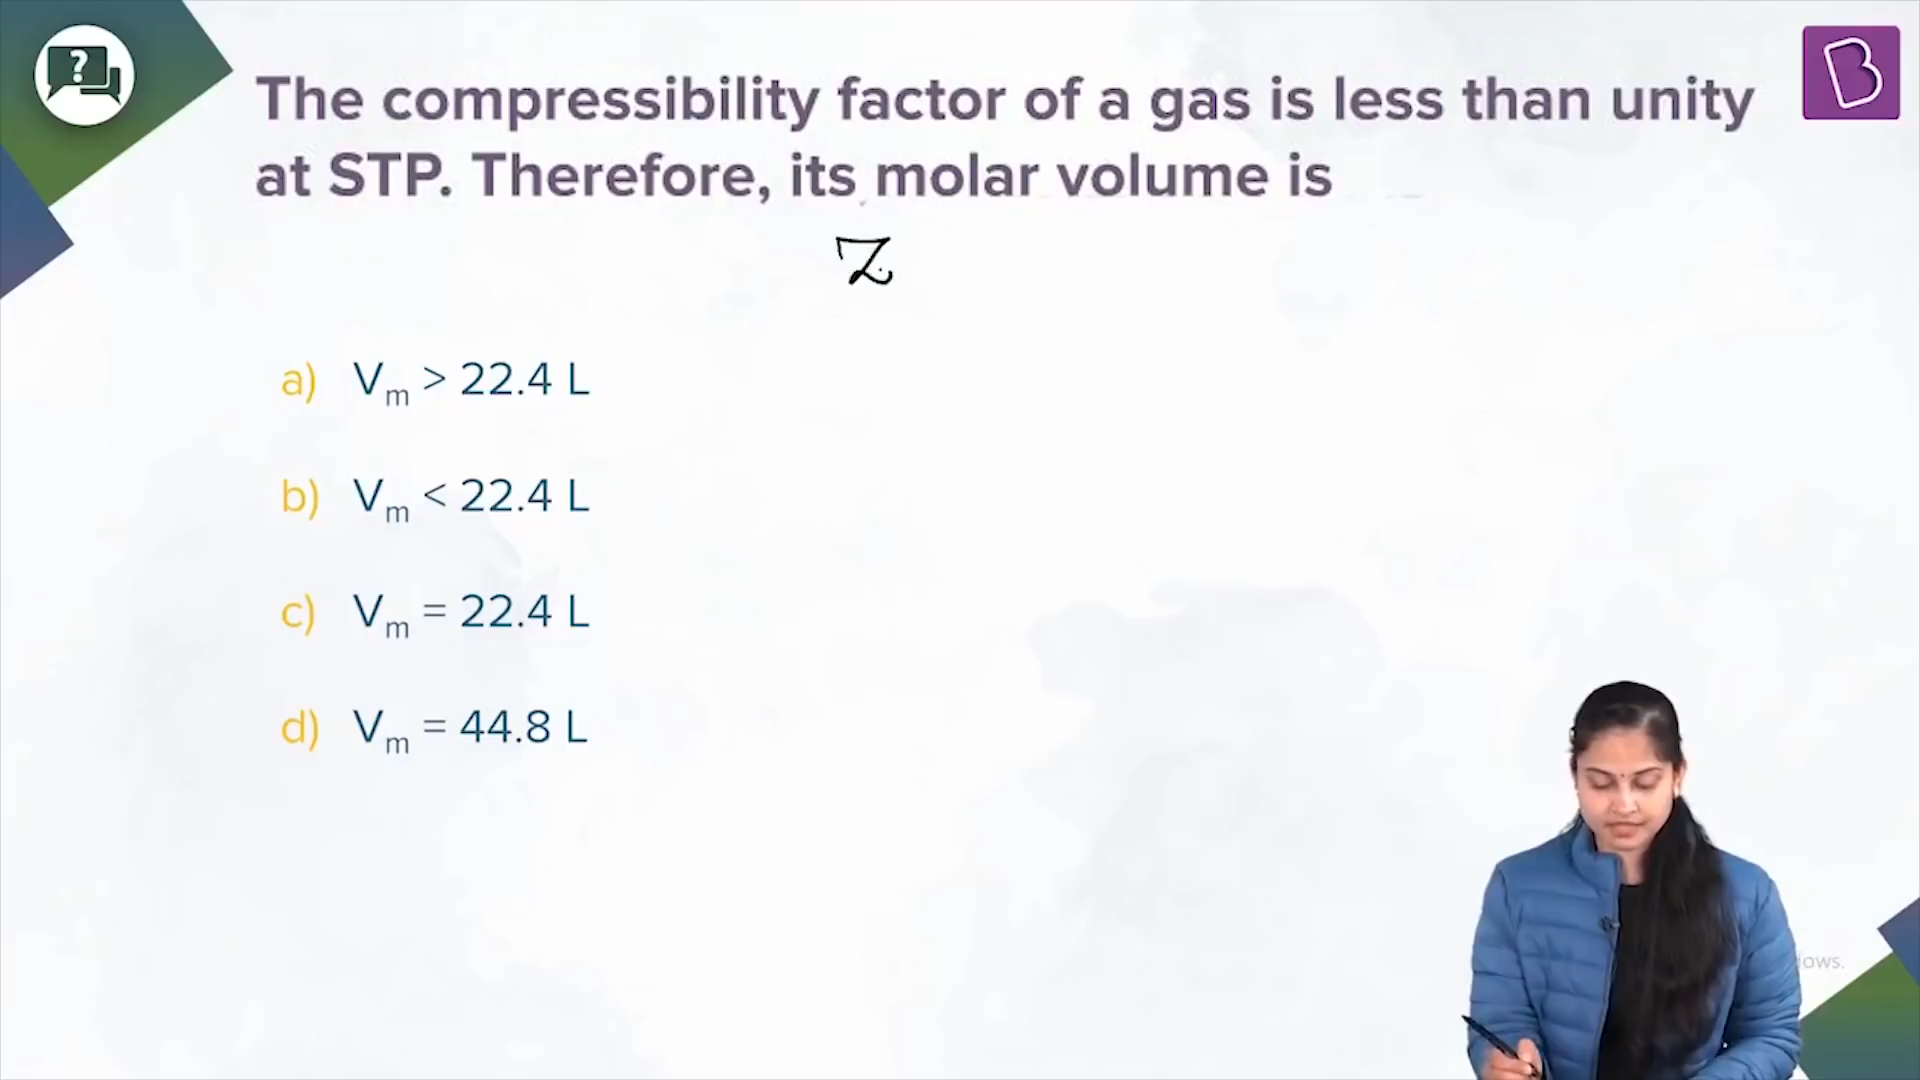 ?
The compressibility factor of a gas is less than unity
at STP. Therefore, its molar volume is
Z
a) Vₘ > 22.4 L
b) Vₘ < 22.4 L
c) Vₘ = 22.4 L
d) Vₘ = 44.8 L
B